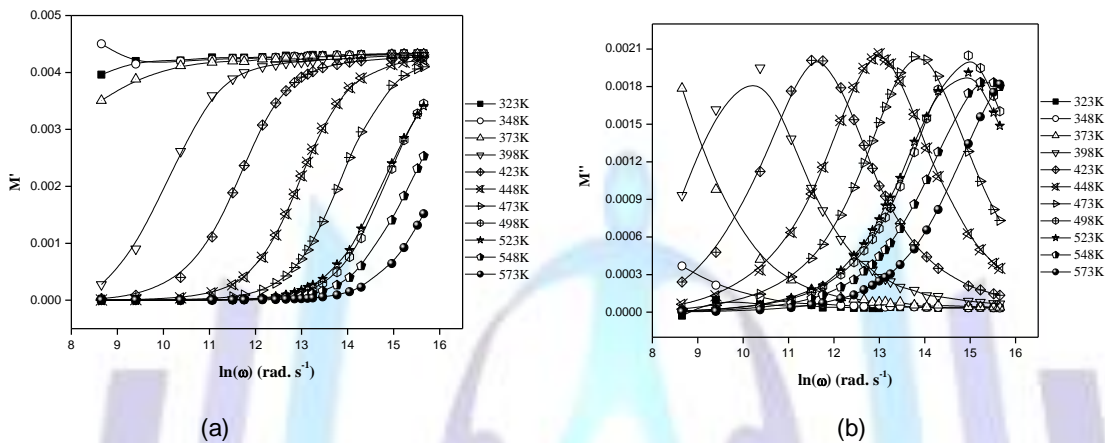 0.005
0.004
0.003
0.002
0.001
0.000
M'
8 9 10 11 12 13 14 15 16
ln(ω) (rad. s⁻¹)
323K
348K
373K
398K
423K
448K
473K
498K
523K
548K
573K
(a)
0.0021
0.0018
0.0015
0.0012
0.0009
0.0006
0.0003
0.0000
M''
8 9 10 11 12 13 14 15 16
ln(ω) (rad. s⁻¹)
323K
348K
373K
398K
423K
448K
473K
498K
523K
548K
573K
(b)